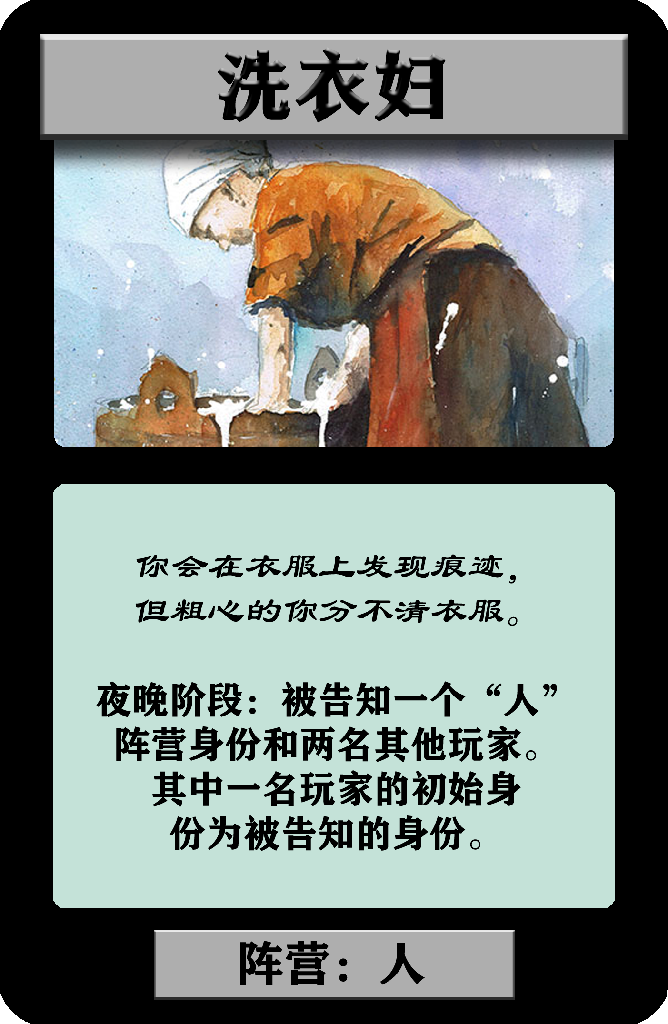 洗衣妇
你会在衣服上发现痕迹，
但粗心的你分不清衣服。
夜晚阶段：被告知一个“人”
阵营身份和两名其他玩家。
其中一名玩家的初始身
份为被告知的身份。
阵营：人